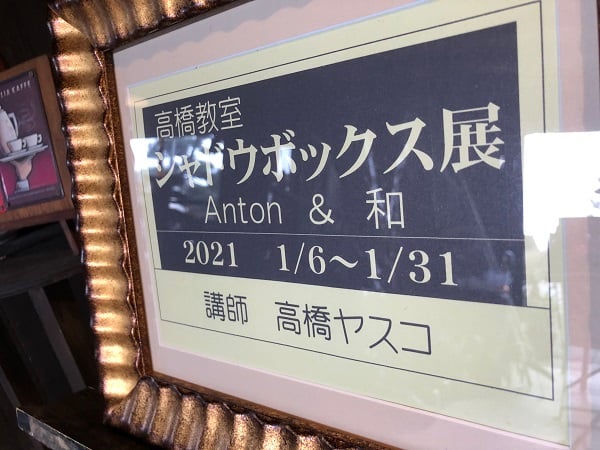 高橋教室
シャドウボックス展
Anton & 和
2021 1/6～1/31
講師 高橋ヤスコ